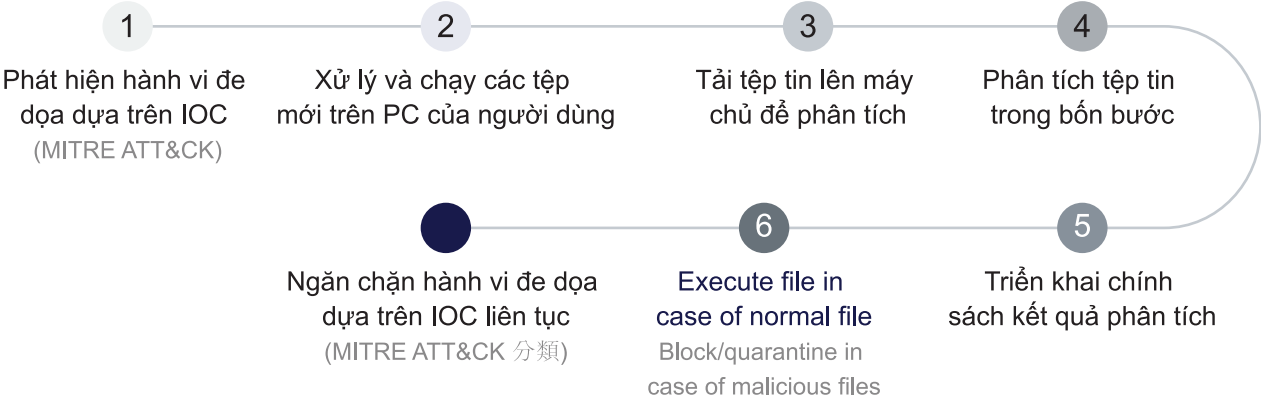 1
Phát hiện hành vi đe
dọa dựa trên IOC
(MITRE ATT&CK)
2
Xử lý và chạy các tệp
mới trên PC của người dùng
3
Tải tệp tin lên máy
chủ để phân tích
4
Phân tích tệp tin
trong bốn bước
5
Triển khai chính
sách kết quả phân tích
6
Execute file in
case of normal file
Block/quarantine in
case of malicious files
Ngăn chặn hành vi đe dọa
dựa trên IOC liên tục
(MITRE ATT&CK 分類)